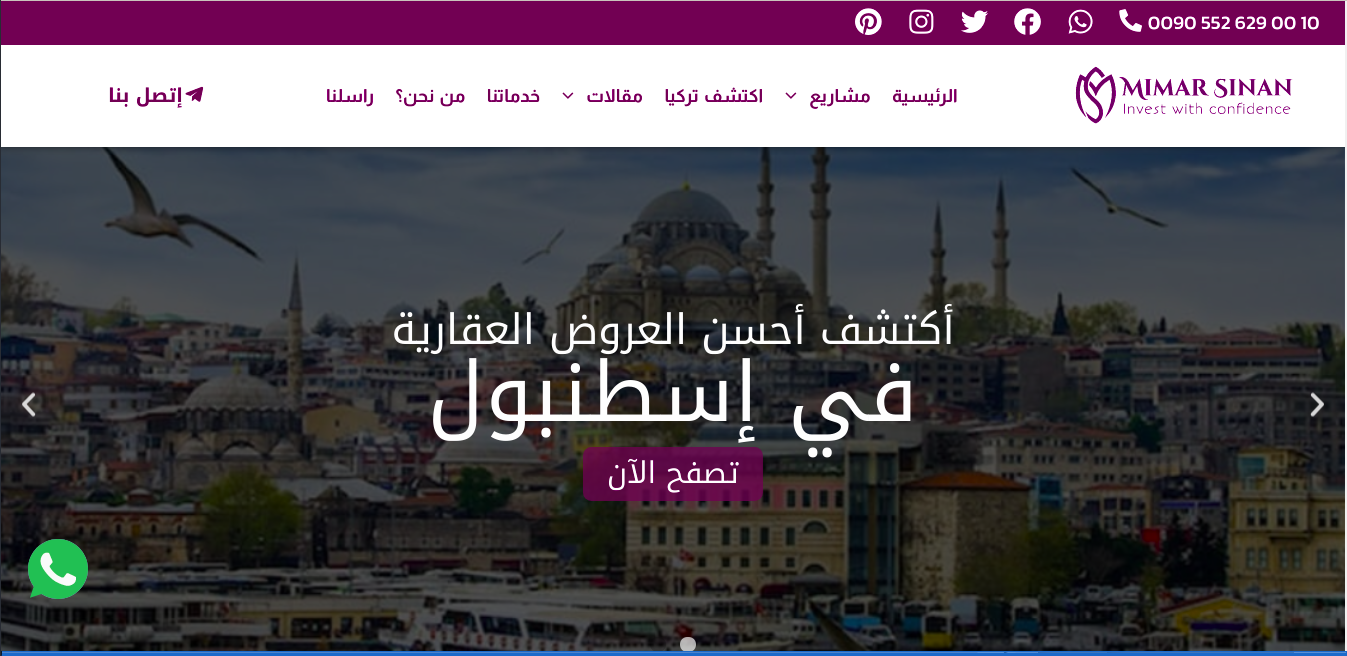 0090 552 629 00 10
MIMAR SINAN
Invest with confidence
الرئيسية
مشاريع
اكتشف تركيا
مقالات
خدماتنا
من نحن؟
راسلنا
إتصل بنا
أكتشف أحسن العروض العقارية
في إسطنبول
تصفح الآن